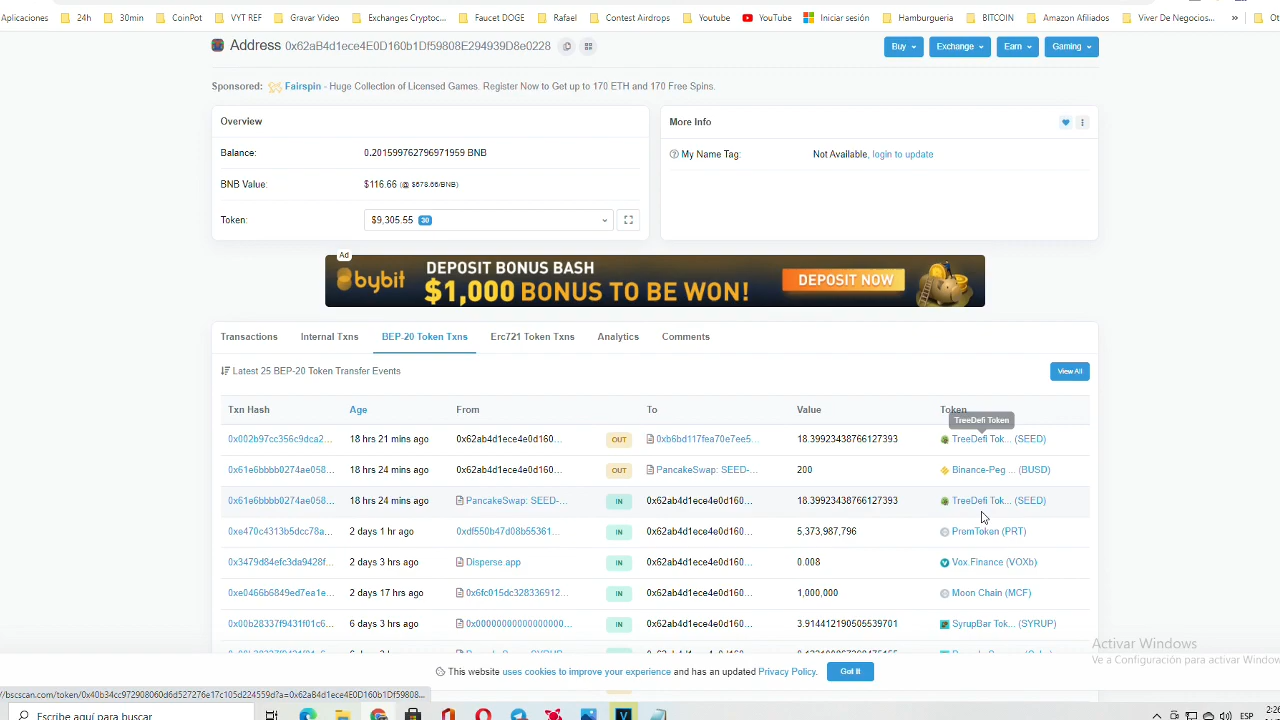 Aplicaciones 24h 30min CoinPot VYT REF Gravar Video Exchanges Cryptoc... Faucet DOGE Rafael Contest Airdrops Youtube YouTube Iniciar sesión Hamburgueria BITCOIN Amazon Afiliados Viver De Negocios... »
Address 0x62aB4d1ece4E0D160b1Df59808E294939D8e0228
Buy Exchange Earn Gaming
Sponsored: Fairspin - Huge Collection of Licensed Games. Register Now to Get up to 170 ETH and 170 Free Spins.
Overview
Balance: 0.201599762796971959 BNB
BNB Value: $116.66 (@ $578.66/BNB)
Token: $9,305.55 30
More Info
My Name Tag: Not Available, login to update
Ad
bybit
DEPOSIT BONUS BASH
$1,000 BONUS TO BE WON!
DEPOSIT NOW
Transactions Internal Txns BEP-20 Token Txns Erc721 Token Txns Analytics Comments
Latest 25 BEP-20 Token Transfer Events
View All
Txn Hash Age From To Value Token
TreeDefi Token
0x002b97cc356c9dca2... 18 hrs 21 mins ago 0x62ab4d1ece4e0d160... OUT 0xb6bd117fea70e7ee5... 18.39923438766127393 TreeDefi Tok... (SEED)
0x61e6bbbb0274ae058... 18 hrs 24 mins ago 0x62ab4d1ece4e0d160... OUT PancakeSwap: SEED-... 200 Binance-Peg ... (BUSD)
0x61e6bbbb0274ae058... 18 hrs 24 mins ago PancakeSwap: SEED-... IN 0x62ab4d1ece4e0d160... 18.39923438766127393 TreeDefi Tok... (SEED)
0xe470c4313b5dcc78a... 2 days 1 hr ago 0xdf550b47d08b55361... IN 0x62ab4d1ece4e0d160... 5,373,987,796 PremToken (PRT)
0x3479d84efc3da9428f... 2 days 3 hrs ago Disperse app IN 0x62ab4d1ece4e0d160... 0.008 Vox.Finance (VOXb)
0xe0466b6849ed7ea1e... 2 days 17 hrs ago 0x6fc015dc328336912... IN 0x62ab4d1ece4e0d160... 1,000,000 Moon Chain (MCF)
0x00b28337f9431f01c6... 6 days 3 hrs ago 0x0000000000000000... IN 0x62ab4d1ece4e0d160... 3.914412190505539701 SyrupBar Tok... (SYRUP)
Activar Windows
Ve a Configuración para activar Window
This website uses cookies to improve your experience and has an updated Privacy Policy. Got It
/bscscan.com/token/0x40b34cc972908060d6d527276e17c105d224559d?a=0x62aB4d1ece4E0D160b1Df59808...
Escribe aquí para buscar
ESP